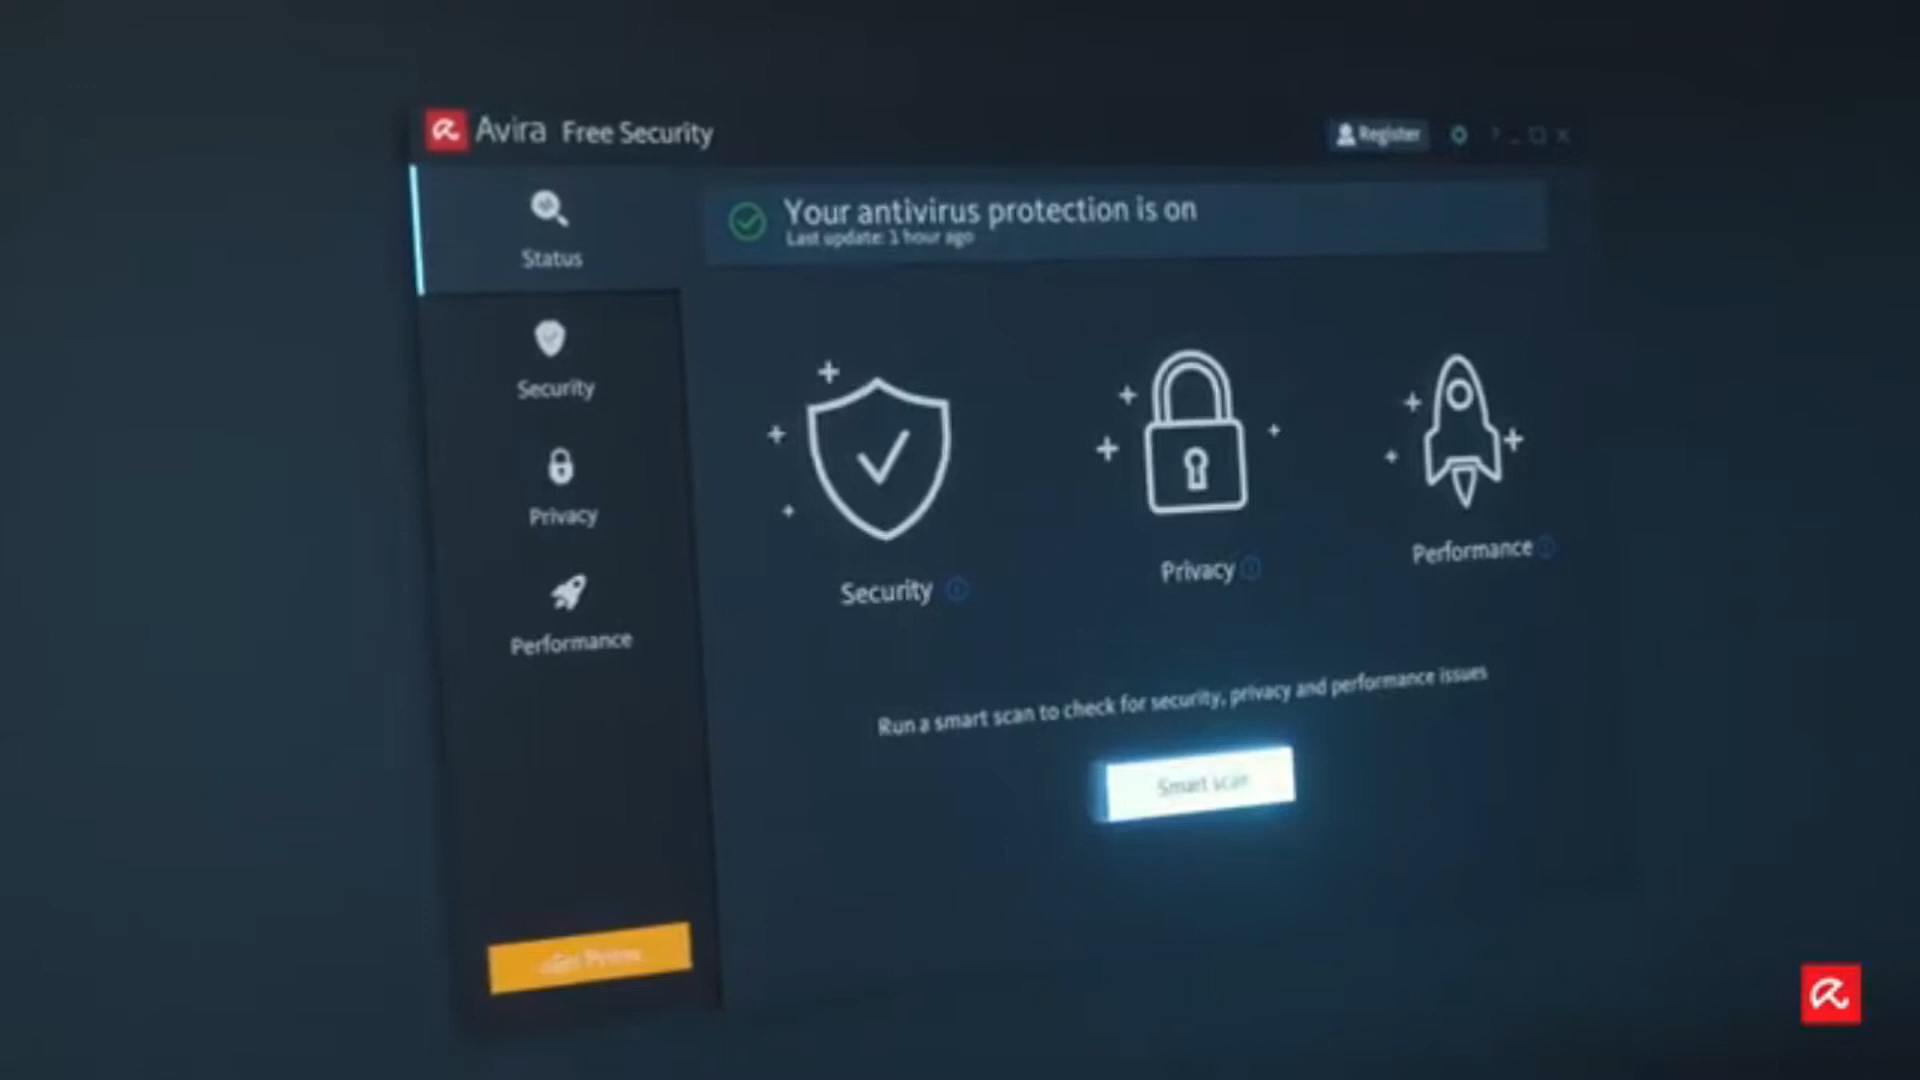 Avira Free Security
Register
Your antivirus protection is on
Last update: 1 hour ago
Status
Security
Privacy
Performance
Security
Privacy
Performance
Run a smart scan to check for security, privacy and performance issues
Smart scan